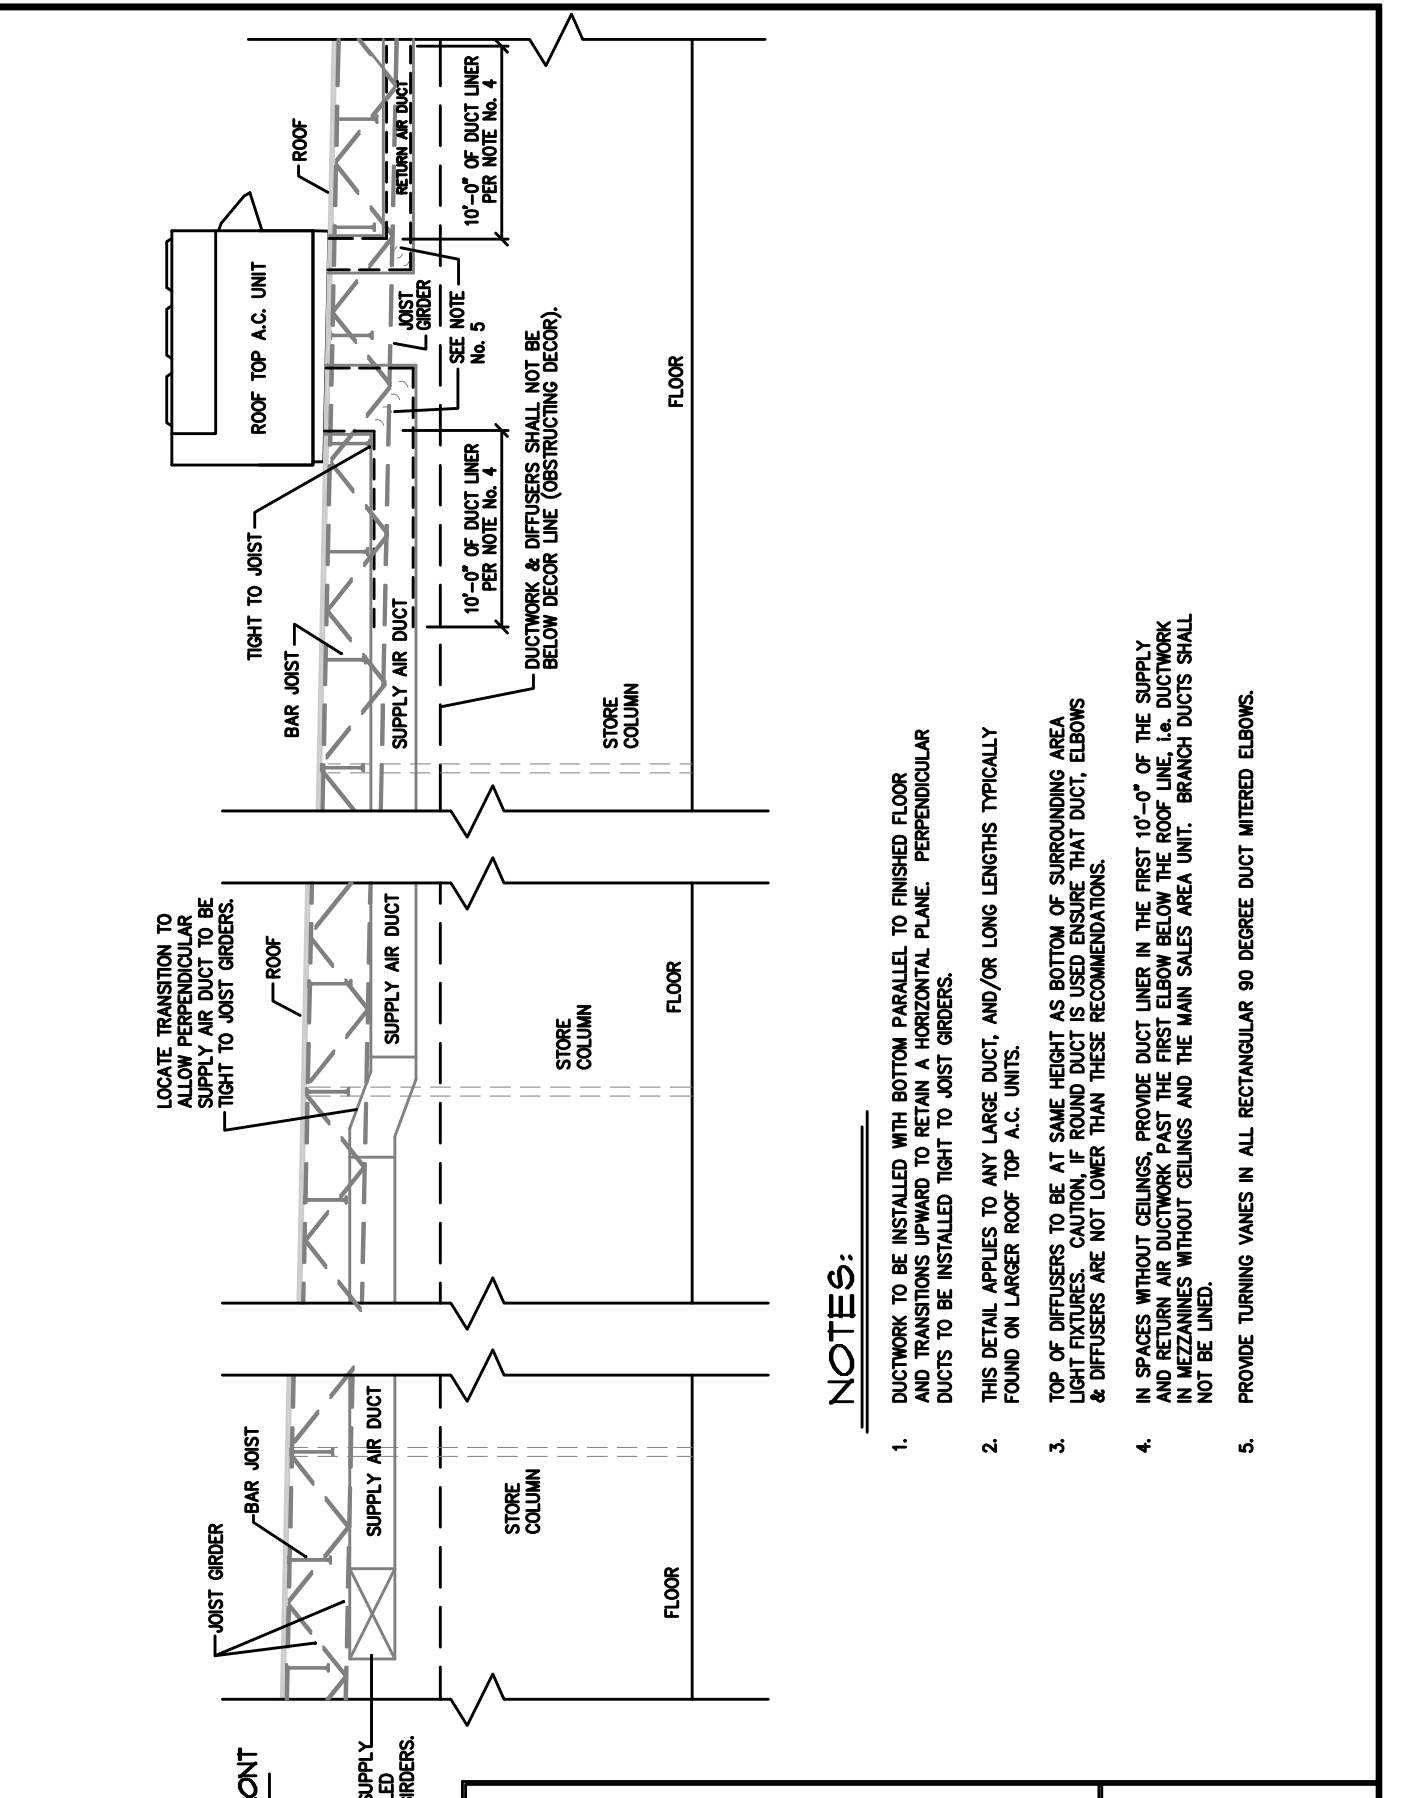 ONT
SUPPLY
ED
GIRDERS.
JOIST GIRDER
BAR JOIST
SUPPLY AIR DUCT
STORE
COLUMN
FLOOR
LOCATE TRANSITION TO
ALLOW PERPENDICULAR
SUPPLY AIR DUCT TO BE
TIGHT TO JOIST GIRDERS.
ROOF
SUPPLY AIR DUCT
STORE
COLUMN
FLOOR
TIGHT TO JOIST
BAR JOIST
SUPPLY AIR DUCT
STORE
COLUMN
ROOF TOP A.C. UNIT
ROOF
RETURN AIR DUCT
JOIST
GIRDER
SEE NOTE
No. 5
10'-0" OF DUCT LINER
PER NOTE No. 4
10'-0" OF DUCT LINER
PER NOTE No. 4
DUCTWORK & DIFFUSERS SHALL NOT BE
BELOW DECOR LINE (OBSTRUCTING DECOR).
FLOOR
NOTES:
1. DUCTWORK TO BE INSTALLED WITH BOTTOM PARALLEL TO FINISHED FLOOR
AND TRANSITIONS UPWARD TO RETAIN A HORIZONTAL PLANE. PERPENDICULAR
DUCTS TO BE INSTALLED TIGHT TO JOIST GIRDERS.
2. THIS DETAIL APPLIES TO ANY LARGE DUCT, AND/OR LONG LENGTHS TYPICALLY
FOUND ON LARGER ROOF TOP A.C. UNITS.
3. TOP OF DIFFUSERS TO BE AT SAME HEIGHT AS BOTTOM OF SURROUNDING AREA
LIGHT FIXTURES. CAUTION, IF ROUND DUCT IS USED ENSURE THAT DUCT, ELBOWS
& DIFFUSERS ARE NOT LOWER THAN THESE RECOMMENDATIONS.
4. IN SPACES WITHOUT CEILINGS, PROVIDE DUCT LINER IN THE FIRST 10'-0" OF THE SUPPLY
AND RETURN AIR DUCTWORK PAST THE FIRST ELBOW BELOW THE ROOF LINE, i.e. DUCTWORK
IN MEZZANINES WITHOUT CEILINGS AND THE MAIN SALES AREA UNIT. BRANCH DUCTS SHALL
NOT BE LINED.
5. PROVIDE TURNING VANES IN ALL RECTANGULAR 90 DEGREE DUCT MITERED ELBOWS.